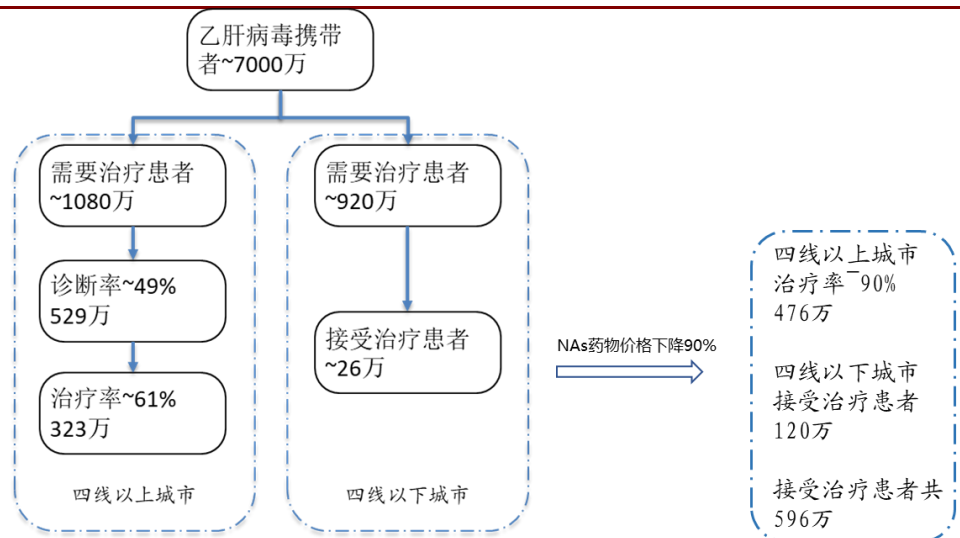 乙肝病毒携带
者~7000万
需要治疗患者
~1080万
诊断率~49%
529万
治疗率~61%
323万
四线以上城市
需要治疗患者
~920万
接受治疗患者
~26万
四线以下城市
NAs药物价格下降90%
四线以上城市
治疗率~90%
476万
四线以下城市
接受治疗患者
120万
接受治疗患者共
596万